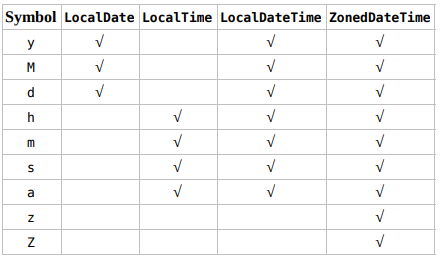 Symbol LocalDate LocalTime LocalDateTime ZonedDateTime
y √ √ √
M √ √ √
d √ √ √
h √ √ √
m √ √ √
s √ √ √
a √ √ √
z √
Z √